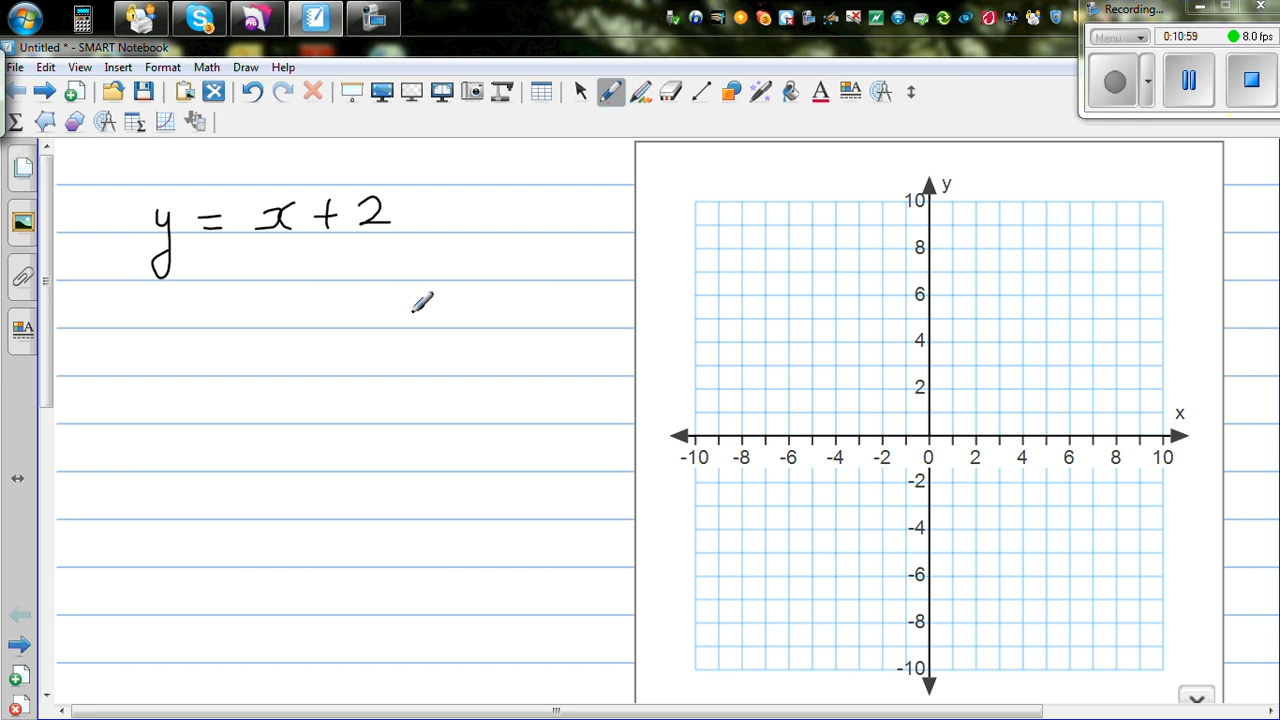 Untitled * - SMART Notebook
File Edit View Insert Format Math Draw Help
Recording...
Menu
0:10:59
8.0 fps
y = x + 2
y
10
8
6
4
2
x
-10 -8 -6 -4 -2 0 2 4 6 8 10
-2
-4
-6
-8
-10